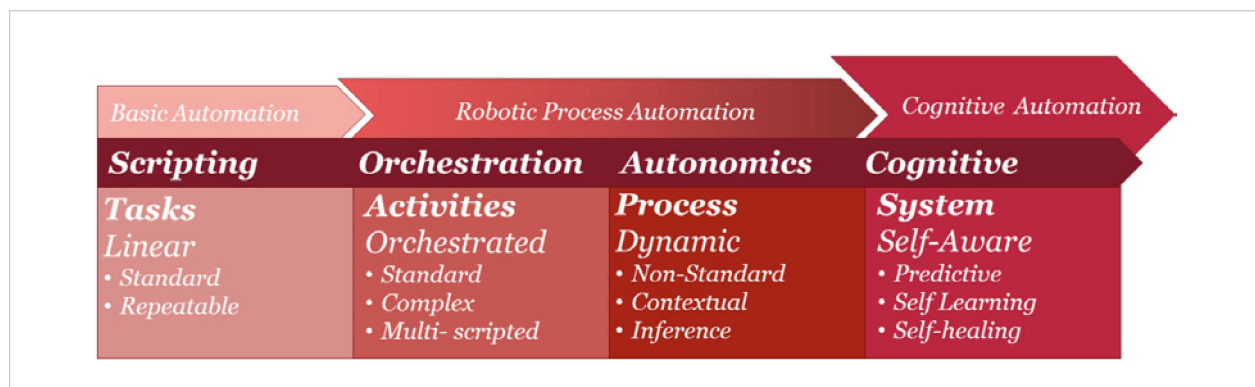 Basic Automation
Robotic Process Automation
Cognitive Automation
Scripting
Orchestration
Autonomics
Cognitive
Tasks
Linear
• Standard
• Repeatable
Activities
Orchestrated
• Standard
• Complex
• Multi- scripted
Process
Dynamic
• Non-Standard
• Contextual
• Inference
System
Self-Aware
• Predictive
• Self Learning
• Self-healing